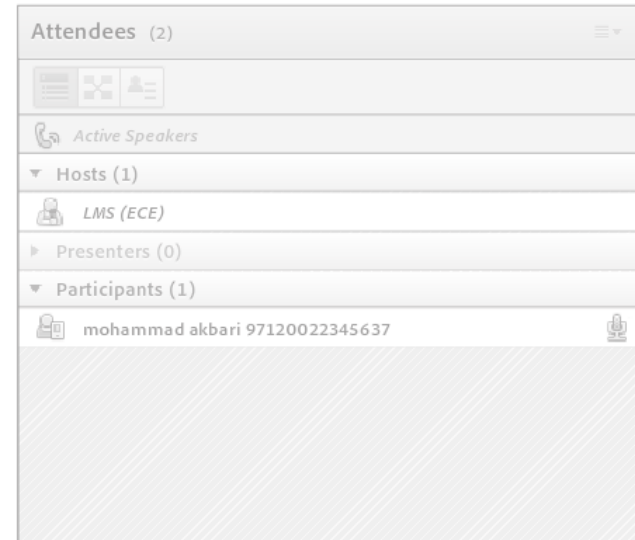 Attendees (2)
Active Speakers
Hosts (1)
LMS (ECE)
Presenters (0)
Participants (1)
mohammad akbari 97120022345637